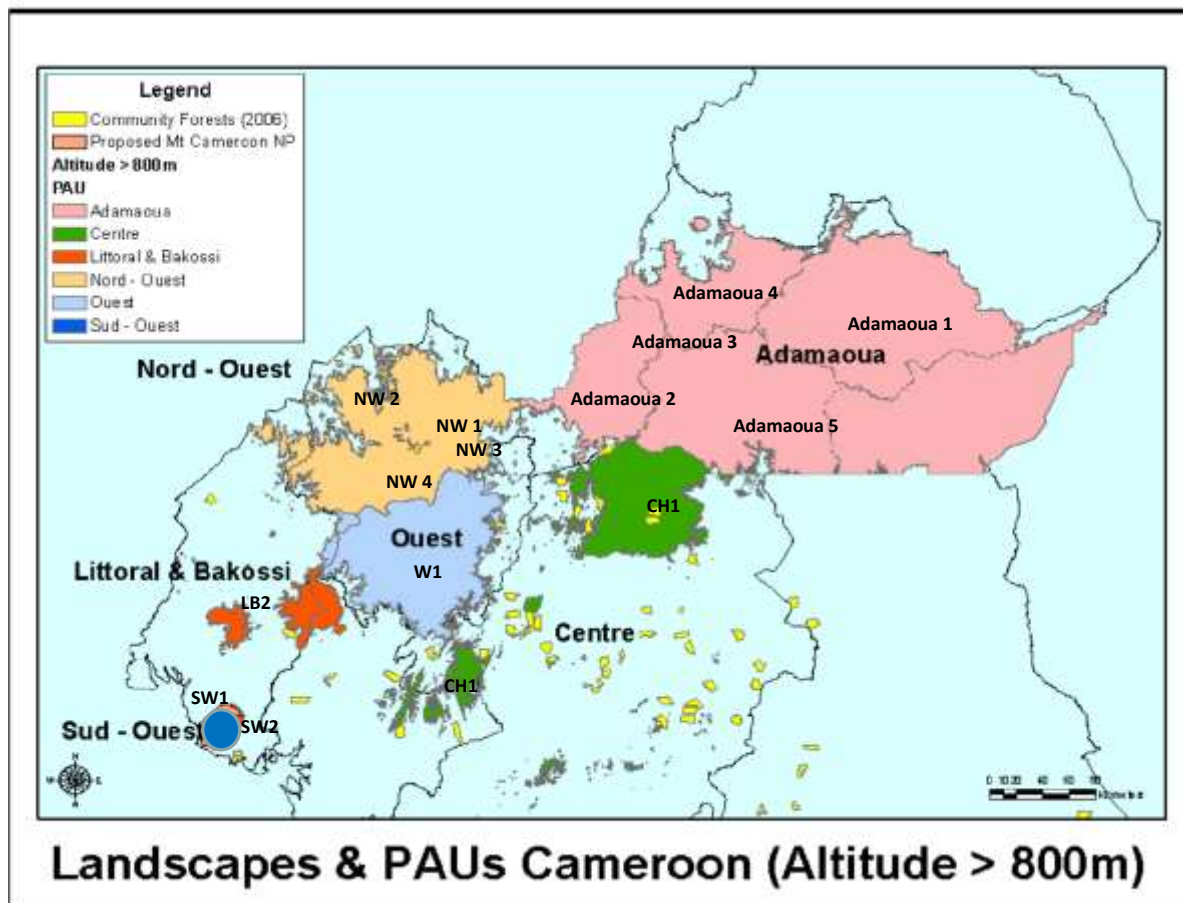 Legend
Community Forests (2006)
Proposed Mt Cameroon NP
Altitude > 800m
PAU
Adamaoua
Centre
Littoral & Bakossi
Nord - Ouest
Ouest
Sud - Ouest
Adamaoua 4
Adamaoua 1
Adamaoua 3
Adamaoua
Nord - Ouest
NW 2
Adamaoua 2
NW 1
Adamaoua 5
NW 3
NW 4
CH1
Ouest
Littoral & Bakossi
W1
LB2
Centre
CH1
SW1
Sud - Ouest
SW2
Landscapes & PAUs Cameroon (Altitude > 800m)